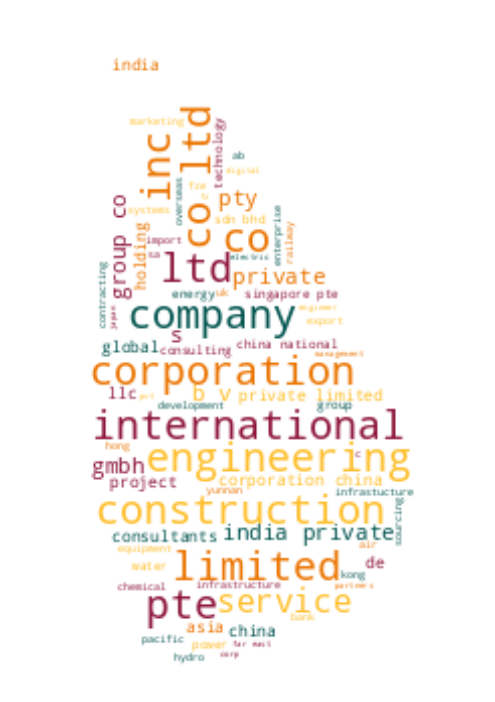 india
marketing
inc
co ltd
technology
ab
digital
overseas
fze
systems
co
pty
sdn bhd
enterprise
railway
group co
holding
import
sa
co
electric
contracting
ltd
private
energy
uk
singapore pte
japan
company
engineer
export
s
global
consulting
china national
management
corporation
llc
b v
private limited
development
group
international
hong
c
gmbh
engineering
project
corporation china
yunnan
infrastucture
construction
sourcing
consultants
india private
equipment
air
water
limited
de
kong
chemical
infrastructure
partners
pte
service
bank
asia
china
pacific
power
far east
hydro
corp